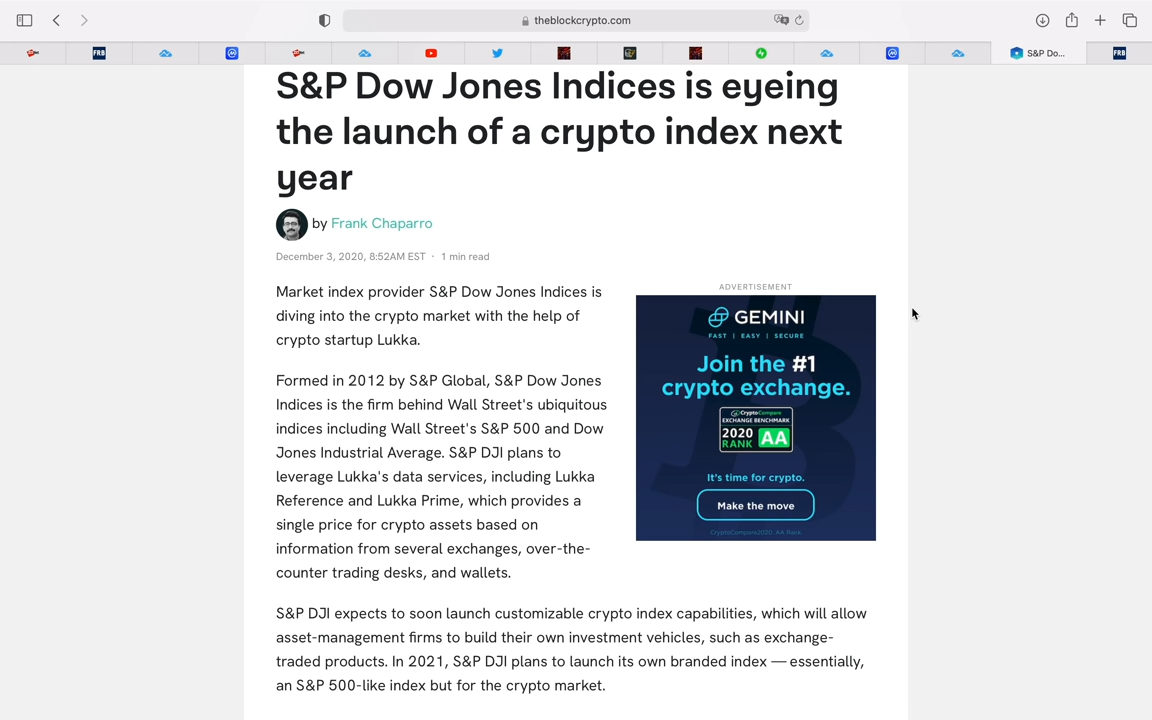 theblockcrypto.com
FRB
S&P Do...
FRB
S&P Dow Jones Indices is eyeing
the launch of a crypto index next
year
by Frank Chaparro
December 3, 2020, 8:52AM EST · 1 min read
Market index provider S&P Dow Jones Indices is
diving into the crypto market with the help of
crypto startup Lukka.
Formed in 2012 by S&P Global, S&P Dow Jones
Indices is the firm behind Wall Street's ubiquitous
indices including Wall Street's S&P 500 and Dow
Jones Industrial Average. S&P DJI plans to
leverage Lukka's data services, including Lukka
Reference and Lukka Prime, which provides a
single price for crypto assets based on
information from several exchanges, over-the-
counter trading desks, and wallets.
ADVERTISEMENT
GEMINI
FAST | EASY | SECURE
Join the #1
crypto exchange.
CryptoCompare
EXCHANGE BENCHMARK
2020
RANK AA
It's time for crypto.
Make the move
CryptoCompare2020: AA Rank
S&P DJI expects to soon launch customizable crypto index capabilities, which will allow
asset-management firms to build their own investment vehicles, such as exchange-
traded products. In 2021, S&P DJI plans to launch its own branded index — essentially,
an S&P 500-like index but for the crypto market.